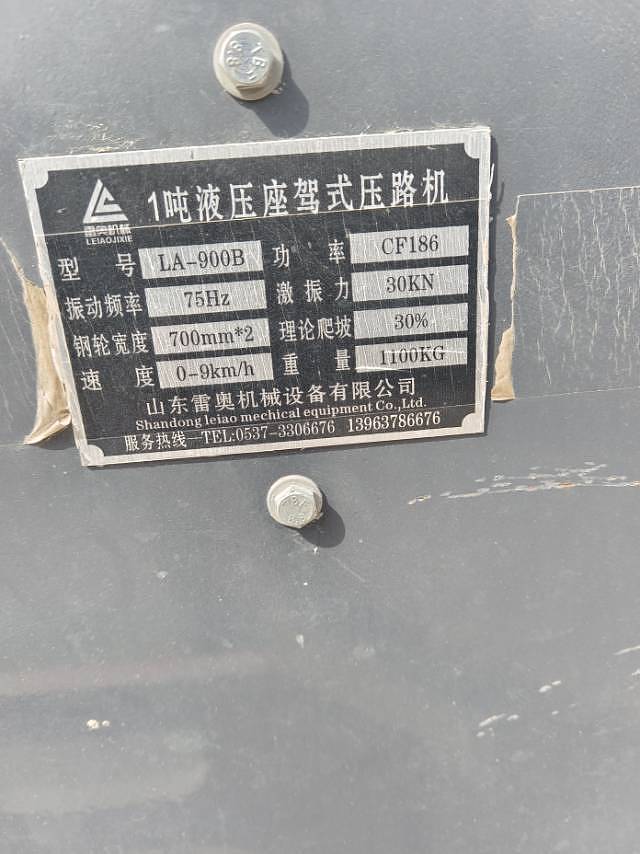 雷奥机械
LEIAOJIXIE
1吨液压座驾式压路机
型号 LA-900B 功率 CF186
振动频率 75Hz 激振力 30KN
钢轮宽度 700mm*2 理论爬坡 30%
速度 0-9km/h 重量 1100KG
山东雷奥机械设备有限公司
Shandong leiao mechical equipment Co.,Ltd.
服务热线—TEL:0537-3306676 13963786676
8.8